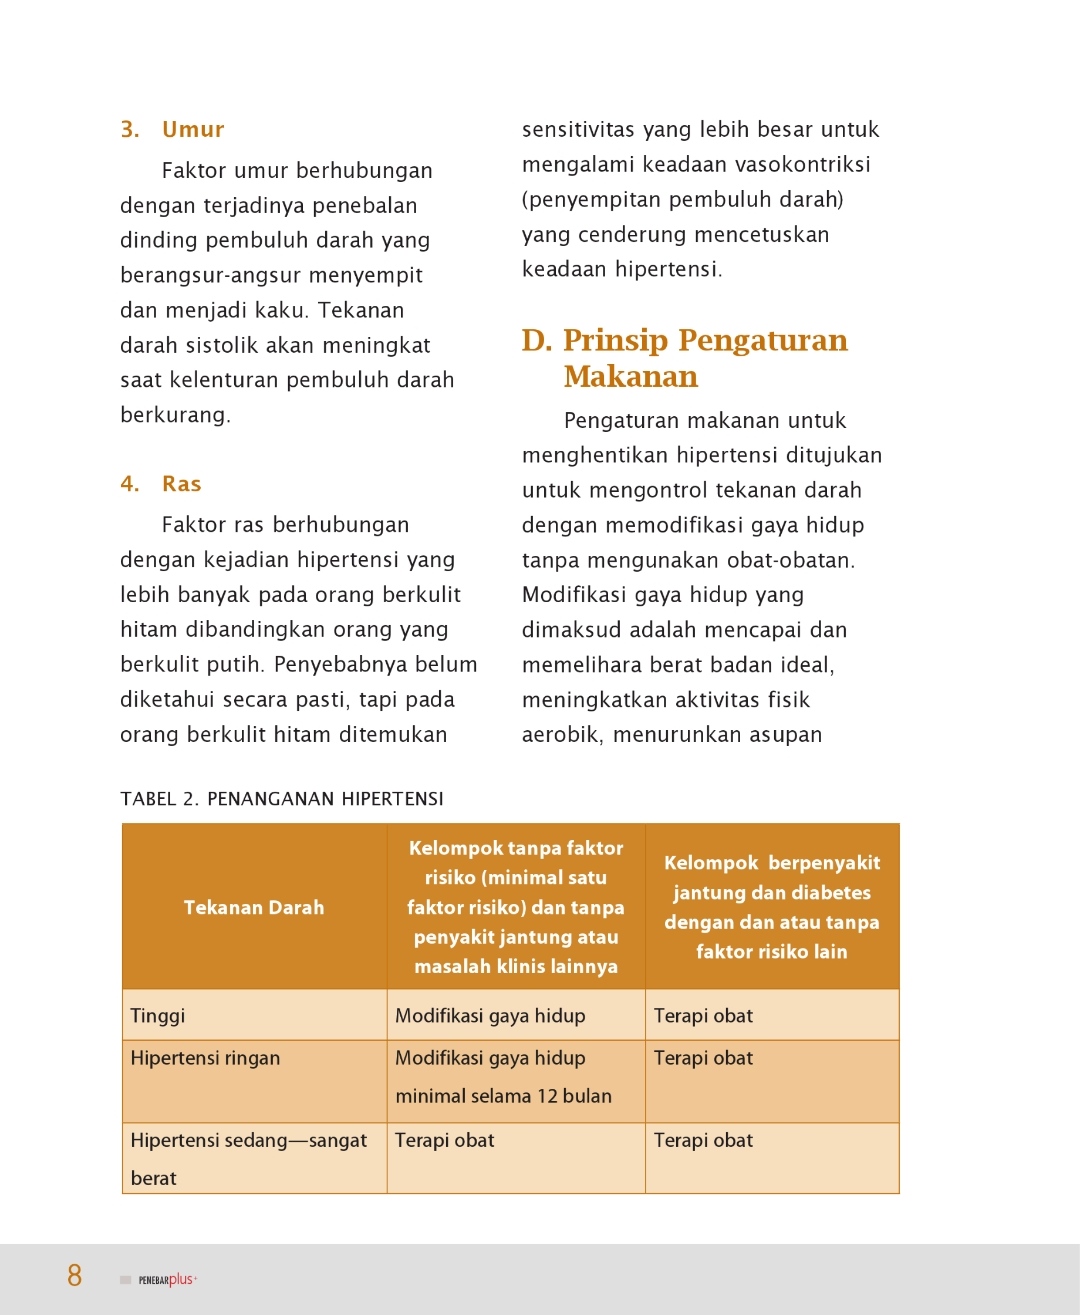 3. Umur
Faktor umur berhubungan
dengan terjadinya penebalan
dinding pembuluh darah yang
berangsur-angsur menyempit
dan menjadi kaku. Tekanan
darah sistolik akan meningkat
saat kelenturan pembuluh darah
berkurang.
4. Ras
Faktor ras berhubungan
dengan kejadian hipertensi yang
lebih banyak pada orang berkulit
hitam dibandingkan orang yang
berkulit putih. Penyebabnya belum
diketahui secara pasti, tapi pada
orang berkulit hitam ditemukan
sensitivitas yang lebih besar untuk
mengalami keadaan vasokontriksi
(penyempitan pembuluh darah)
yang cenderung mencetuskan
keadaan hipertensi.
D. Prinsip Pengaturan
Makanan
Pengaturan makanan untuk
menghentikan hipertensi ditujukan
untuk mengontrol tekanan darah
dengan memodifikasi gaya hidup
tanpa mengunakan obat-obatan.
Modifikasi gaya hidup yang
dimaksud adalah mencapai dan
memelihara berat badan ideal,
meningkatkan aktivitas fisik
aerobik, menurunkan asupan
TABEL 2. PENANGANAN HIPERTENSI
Tekanan Darah
Kelompok tanpa faktor
risiko (minimal satu
faktor risiko) dan tanpa
penyakit jantung atau
masalah klinis lainnya
Kelompok berpenyakit
jantung dan diabetes
dengan dan atau tanpa
faktor risiko lain
Tinggi
Modifikasi gaya hidup
Terapi obat
Hipertensi ringan
Modifikasi gaya hidup
minimal selama 12 bulan
Terapi obat
Hipertensi sedang—sangat
berat
Terapi obat
Terapi obat
8
PENEBARplus+